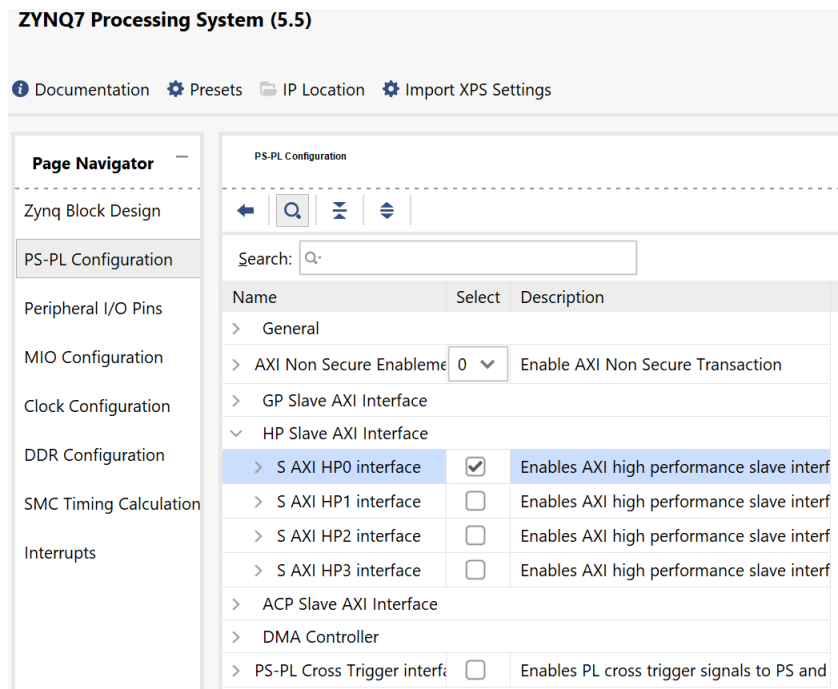 ZYNQ7 Processing System (5.5)
Documentation Presets IP Location Import XPS Settings
Page Navigator
Zynq Block Design
PS-PL Configuration
Peripheral I/O Pins
MIO Configuration
Clock Configuration
DDR Configuration
SMC Timing Calculation
Interrupts
PS-PL Configuration
Search:
Name Select Description
General
AXI Non Secure Enableme 0 Enable AXI Non Secure Transaction
GP Slave AXI Interface
HP Slave AXI Interface
S AXI HP0 interface Enables AXI high performance slave interf
S AXI HP1 interface Enables AXI high performance slave interf
S AXI HP2 interface Enables AXI high performance slave interf
S AXI HP3 interface Enables AXI high performance slave interf
ACP Slave AXI Interface
DMA Controller
PS-PL Cross Trigger interfa Enables PL cross trigger signals to PS and